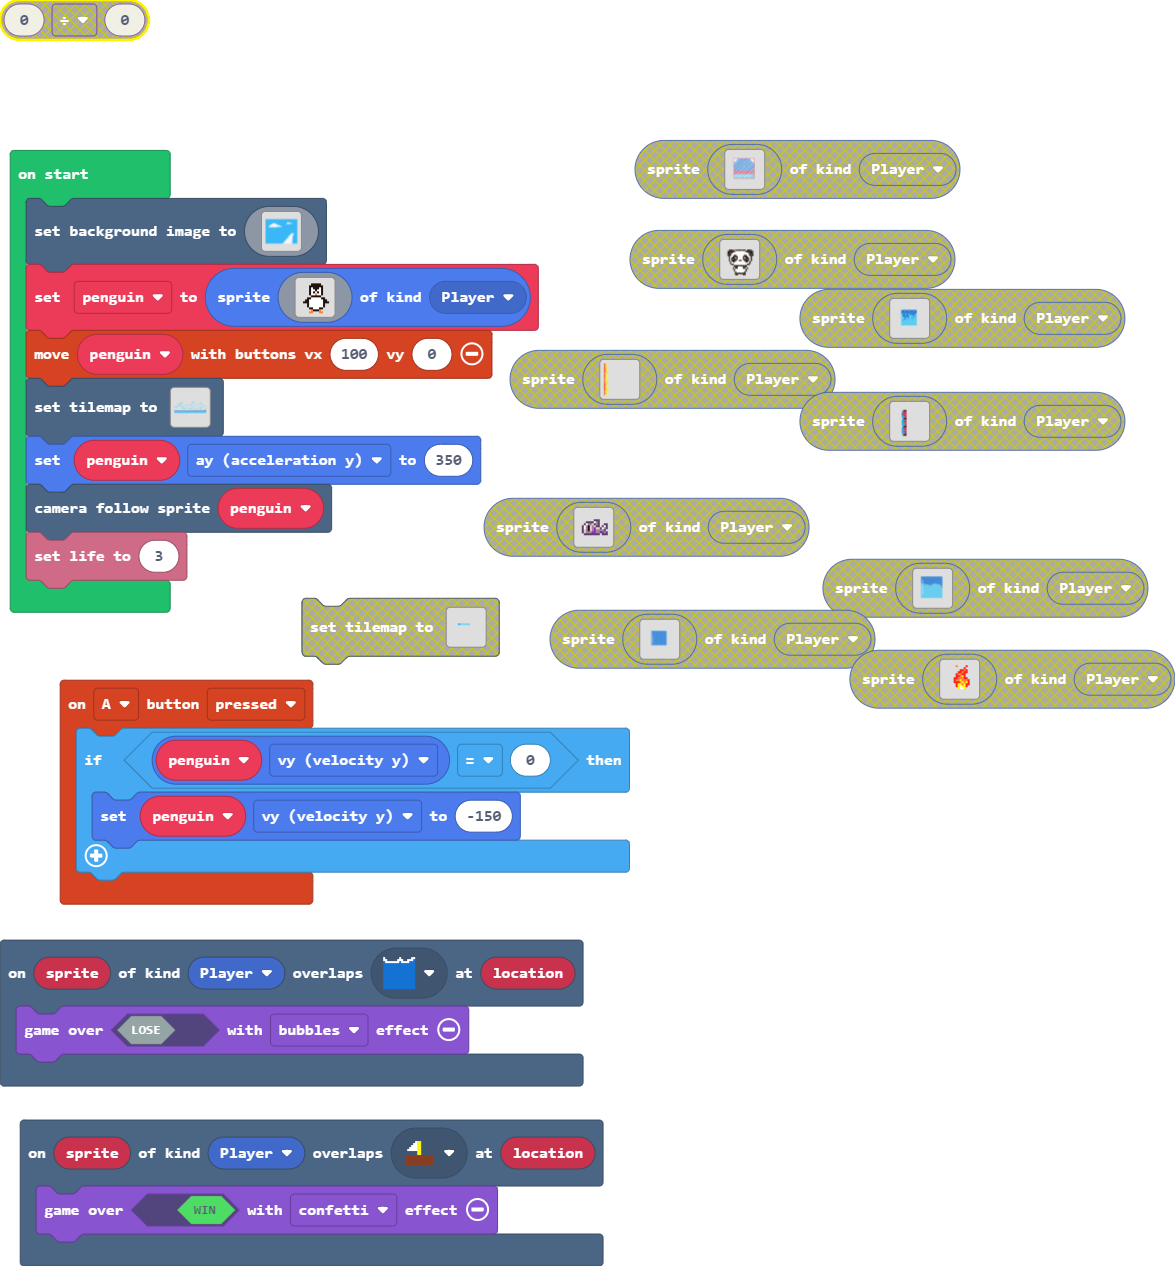 0 ÷ 0
on start
set background image to
set penguin to sprite of kind Player
move penguin with buttons vx 100 vy 0
set tilemap to
set penguin ay (acceleration y) to 350
camera follow sprite penguin
set life to 3
sprite of kind Player
sprite of kind Player
sprite of kind Player
sprite of kind Player
sprite of kind Player
sprite of kind Player
sprite of kind Player
sprite of kind Player
sprite of kind Player
set tilemap to
on A button pressed
if penguin vy (velocity y) = 0 then
set penguin vy (velocity y) to -150
on sprite of kind Player overlaps at location
game over LOSE with bubbles effect
on sprite of kind Player overlaps at location
game over WIN with confetti effect